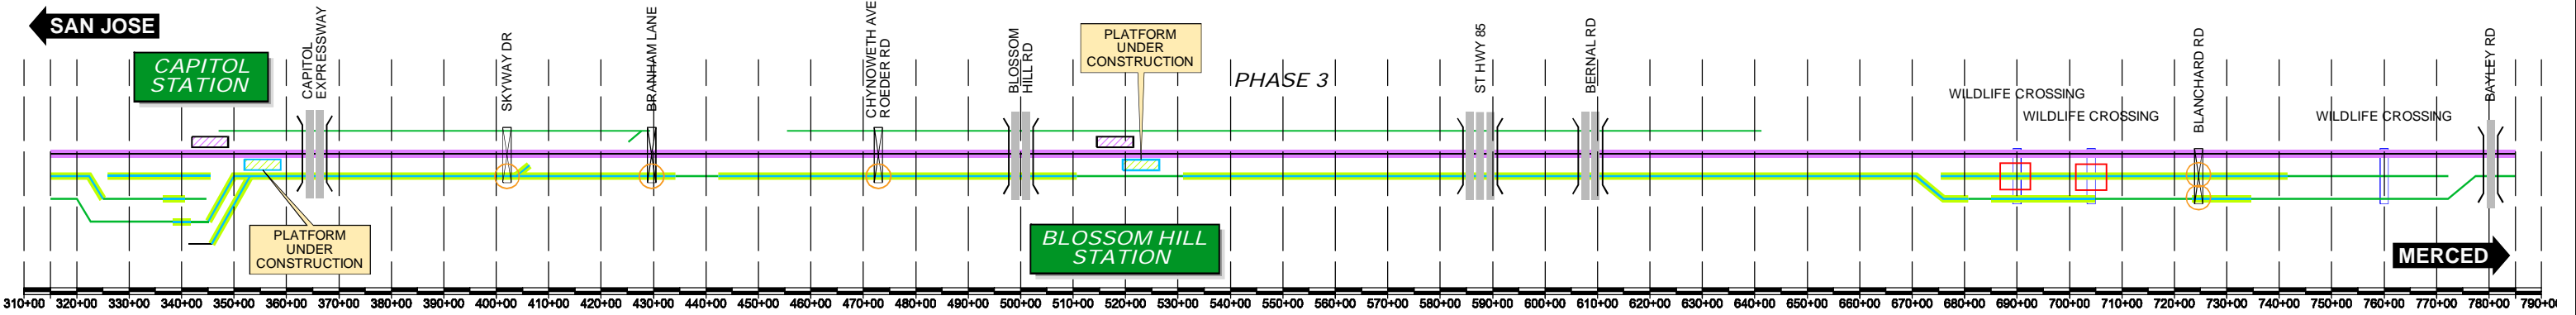 SAN JOSE
CAPITOL
STATION
CAPITOL
EXPRESSWAY
SKYWAY DR
BRANHAM LANE
CHYNOWETH AVE
ROEDER RD
BLOSSOM
HILL RD
PLATFORM
UNDER
CONSTRUCTION
PHASE 3
ST HWY 85
BERNAL RD
WILDLIFE CROSSING
WILDLIFE CROSSING
BLANCHARD RD
WILDLIFE CROSSING
BAYLEY RD
PLATFORM
UNDER
CONSTRUCTION
BLOSSOM HILL
STATION
MERCED
310+00 320+00 330+00 340+00 350+00 360+00 370+00 380+00 390+00 400+00 410+00 420+00 430+00 440+00 450+00 460+00 470+00 480+00 490+00 500+00 510+00 520+00 530+00 540+00 550+00 560+00 570+00 580+00 590+00 600+00 610+00 620+00 630+00 640+00 650+00 660+00 670+00 680+00 690+00 700+00 710+00 720+00 730+00 740+00 750+00 760+00 770+00 780+00 790+0